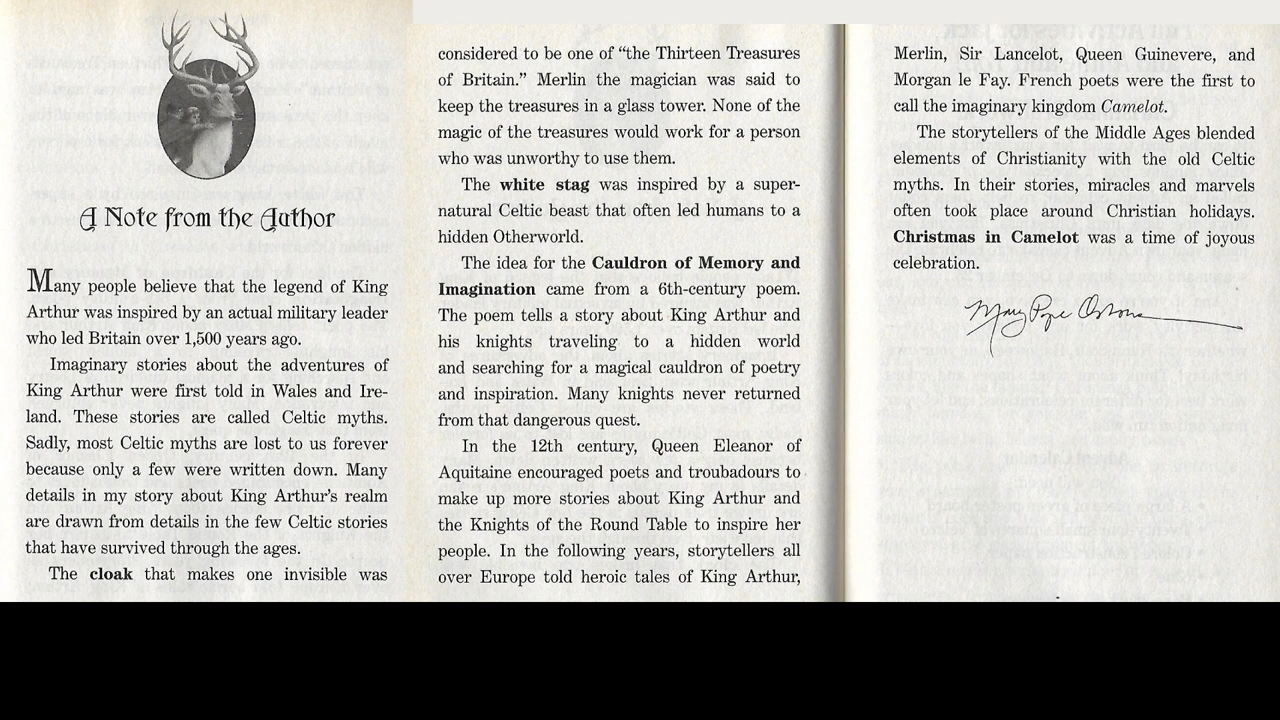 A Note from the Author
Many people believe that the legend of King
Arthur was inspired by an actual military leader
who led Britain over 1,500 years ago.
Imaginary stories about the adventures of
King Arthur were first told in Wales and Ire-
land. These stories are called Celtic myths.
Sadly, most Celtic myths are lost to us forever
because only a few were written down. Many
details in my story about King Arthur's realm
are drawn from details in the few Celtic stories
that have survived through the ages.
The cloak that makes one invisible was
considered to be one of “the Thirteen Treasures
of Britain.” Merlin the magician was said to
keep the treasures in a glass tower. None of the
magic of the treasures would work for a person
who was unworthy to use them.
The white stag was inspired by a super-
natural Celtic beast that often led humans to a
hidden Otherworld.
The idea for the Cauldron of Memory and
Imagination came from a 6th-century poem.
The poem tells a story about King Arthur and
his knights traveling to a hidden world
and searching for a magical cauldron of poetry
and inspiration. Many knights never returned
from that dangerous quest.
In the 12th century, Queen Eleanor of
Aquitaine encouraged poets and troubadours to
make up more stories about King Arthur and
the Knights of the Round Table to inspire her
people. In the following years, storytellers all
over Europe told heroic tales of King Arthur,
Merlin, Sir Lancelot, Queen Guinevere, and
Morgan le Fay. French poets were the first to
call the imaginary kingdom Camelot.
The storytellers of the Middle Ages blended
elements of Christianity with the old Celtic
myths. In their stories, miracles and marvels
often took place around Christian holidays.
Christmas in Camelot was a time of joyous
celebration.
Mary Pope Osborne